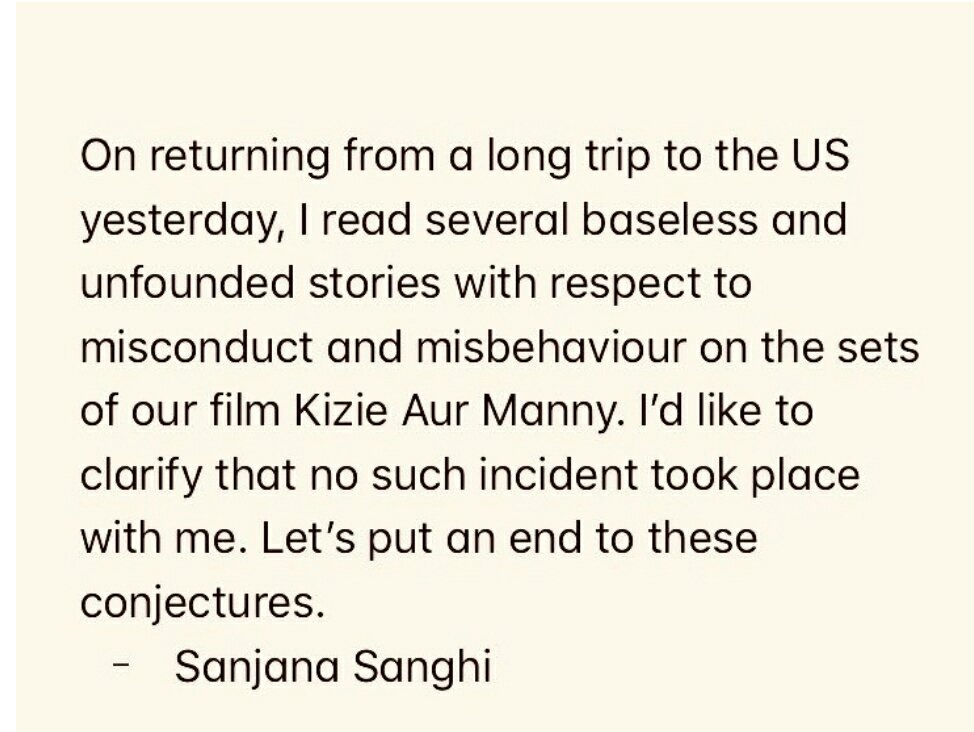 On returning from a long trip to the US
yesterday, I read several baseless and
unfounded stories with respect to
misconduct and misbehaviour on the sets
of our film Kizie Aur Manny. I’d like to
clarify that no such incident took place
with me. Let’s put an end to these
conjectures.
– Sanjana Sanghi